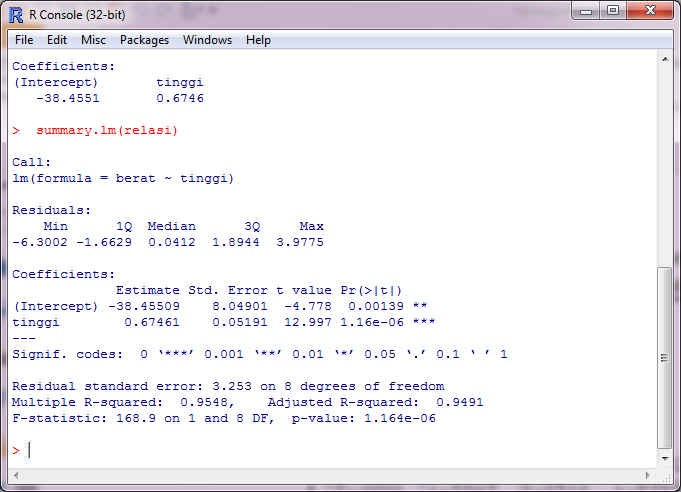 R Console (32-bit)
File Edit Misc Packages Windows Help
Coefficients:
(Intercept)       tinggi
   -38.4551       0.6746
>  summary.lm(relasi)
Call:
lm(formula = berat ~ tinggi)
Residuals:
    Min      1Q  Median      3Q     Max
-6.3002 -1.6629  0.0412  1.8944  3.9775
Coefficients:
             Estimate Std. Error t value Pr(>|t|)
(Intercept) -38.45509    8.04901  -4.778  0.00139 **
tinggi        0.67461    0.05191  12.997 1.16e-06 ***
---
Signif. codes:  0 ‘***’ 0.001 ‘**’ 0.01 ‘*’ 0.05 ‘.’ 0.1 ‘ ’ 1
Residual standard error: 3.253 on 8 degrees of freedom
Multiple R-squared:  0.9548,    Adjusted R-squared:  0.9491
F-statistic: 168.9 on 1 and 8 DF,  p-value: 1.164e-06
>